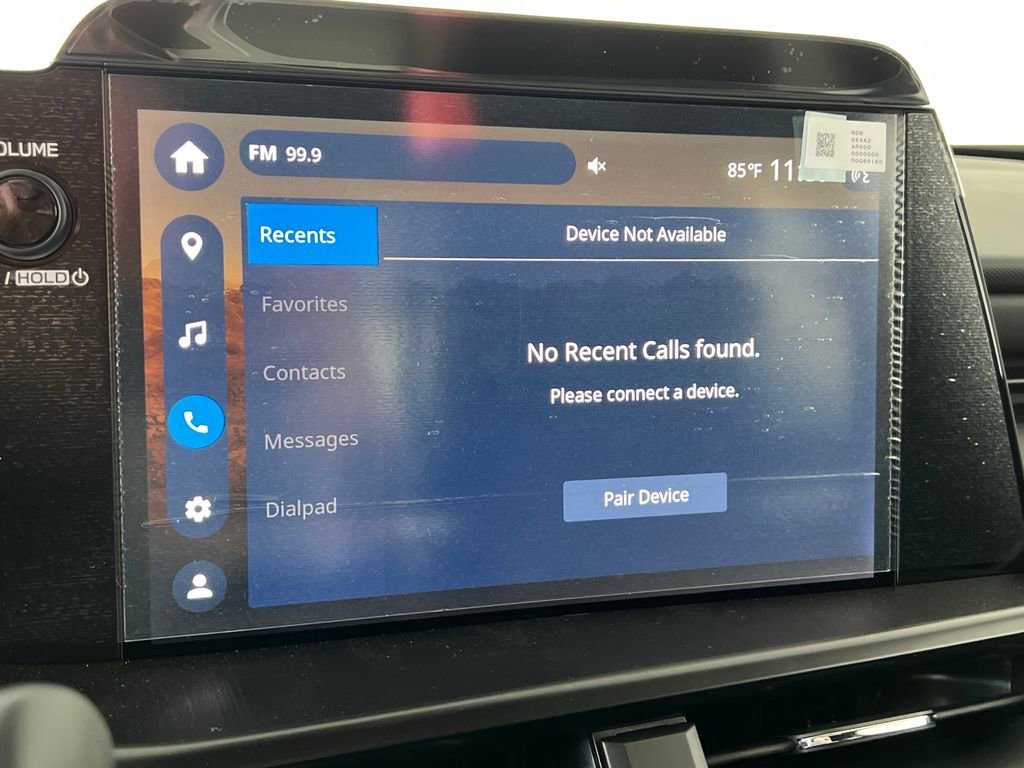 OLUME
/ HOLD
FM 99.9
85°F 11:
Recents
Device Not Available
Favorites
No Recent Calls found.
Contacts
Please connect a device.
Messages
Pair Device
Dialpad